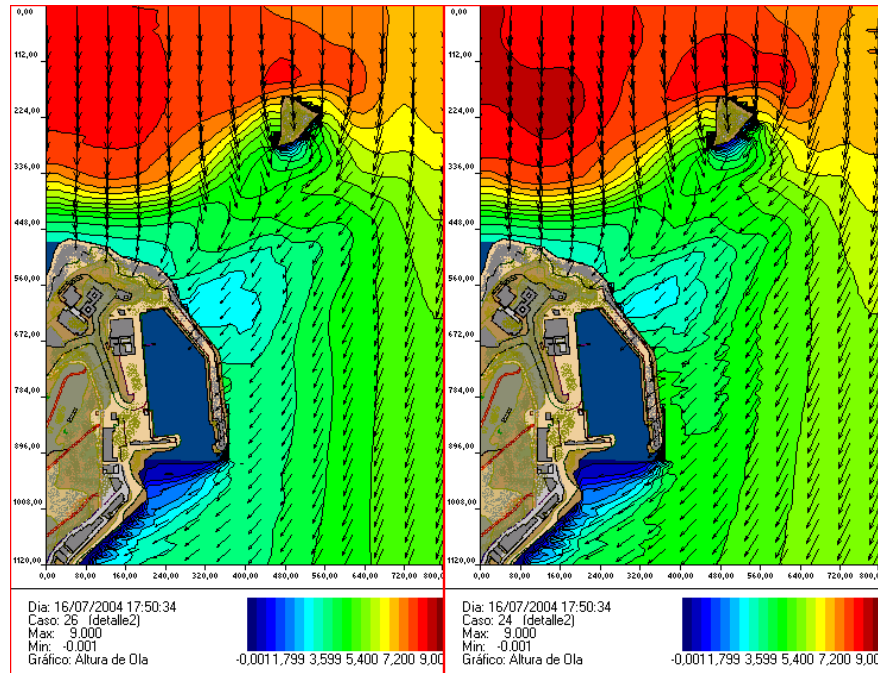 0,00
112,00
224,00
336,00
448,00
560,00
672,00
784,00
896,00
1008,00
1120,00
0,00 80,00 160,00 240,00 320,00 400,00 480,00 560,00 640,00 720,00 800,0
Dia: 16/07/2004 17:50:34
Caso: 26 (detalle2)
Max: 9.000
Min: -0.001
Gráfico: Altura de Ola
-0,001 1,799 3,599 5,400 7,200 9,00
0,00
112,00
224,00
336,00
448,00
560,00
672,00
784,00
896,00
1008,00
1120,00
0,00 80,00 160,00 240,00 320,00 400,00 480,00 560,00 640,00 720,00 800,0
Dia: 16/07/2004 17:50:34
Caso: 24 (detalle2)
Max: 9.000
Min: -0.001
Gráfico: Altura de Ola
-0,001 1,799 3,599 5,400 7,200 9,00